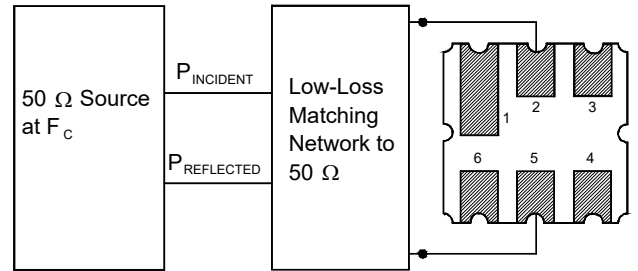 50 Ω Source
at F_C
P_INCIDENT
P_REFLECTED
Low-Loss
Matching
Network to
50 Ω
1
2
3
6
5
4